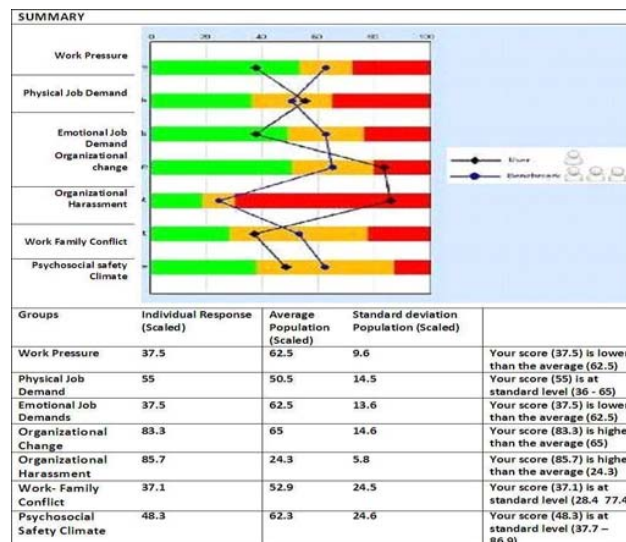 SUMMARY
0 20 40 60 80 100
Work Pressure
Physical Job Demand
Emotional Job
Demand
Organizational
change
Organizational
Harassment
Work Family Conflict
Psychosocial safety
Climate
User
Benchmark
Groups Individual Response Average Standard deviation
(Scaled) Population Population (Scaled)
(Scaled)
Work Pressure 37.5 62.5 9.6 Your score (37.5) is lowe
than the average (62.5)
Physical Job 55 50.5 14.5 Your score (55) is at
Demand standard level (36 - 65)
Emotional Job 37.5 62.5 13.6 Your score (37.5) is lowe
Demands than the average (62.5)
Organizational 83.3 65 14.6 Your score (83.3) is highe
Change than the average (65)
Organizational 85.7 24.3 5.8 Your score (85.7) is highe
Harassment than the average (24.3)
Work- Family 37.1 52.9 24.5 Your score (37.1) is at
Conflict standard level (28.4 77.4
Psychosocial 48.3 62.3 24.6 Your score (48.3) is at
Safety Climate standard level (37.7 –
86.9)